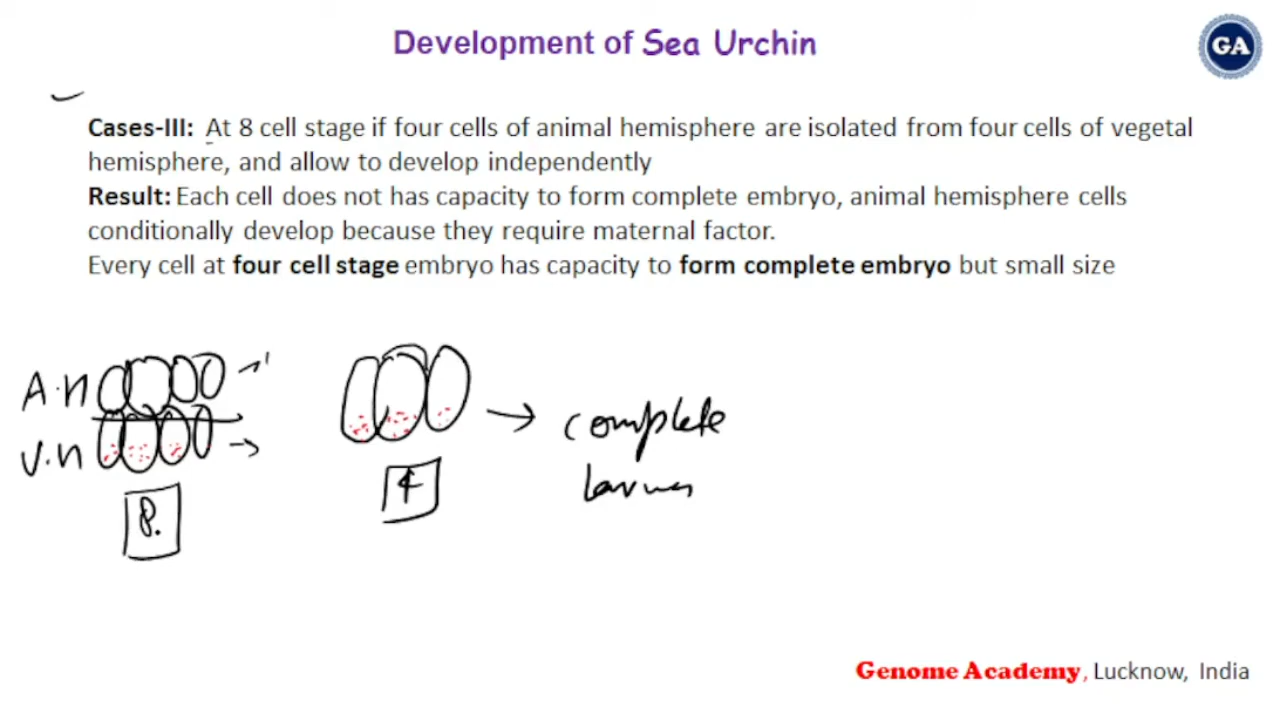 Development of Sea Urchin
GA
Cases-III: At 8 cell stage if four cells of animal hemisphere are isolated from four cells of vegetal
hemisphere, and allow to develop independently
Result: Each cell does not has capacity to form complete embryo, animal hemisphere cells
conditionally develop because they require maternal factor.
Every cell at four cell stage embryo has capacity to form complete embryo but small size
A.H
V.H
8.
4
complete
Genome Academy, Lucknow, India